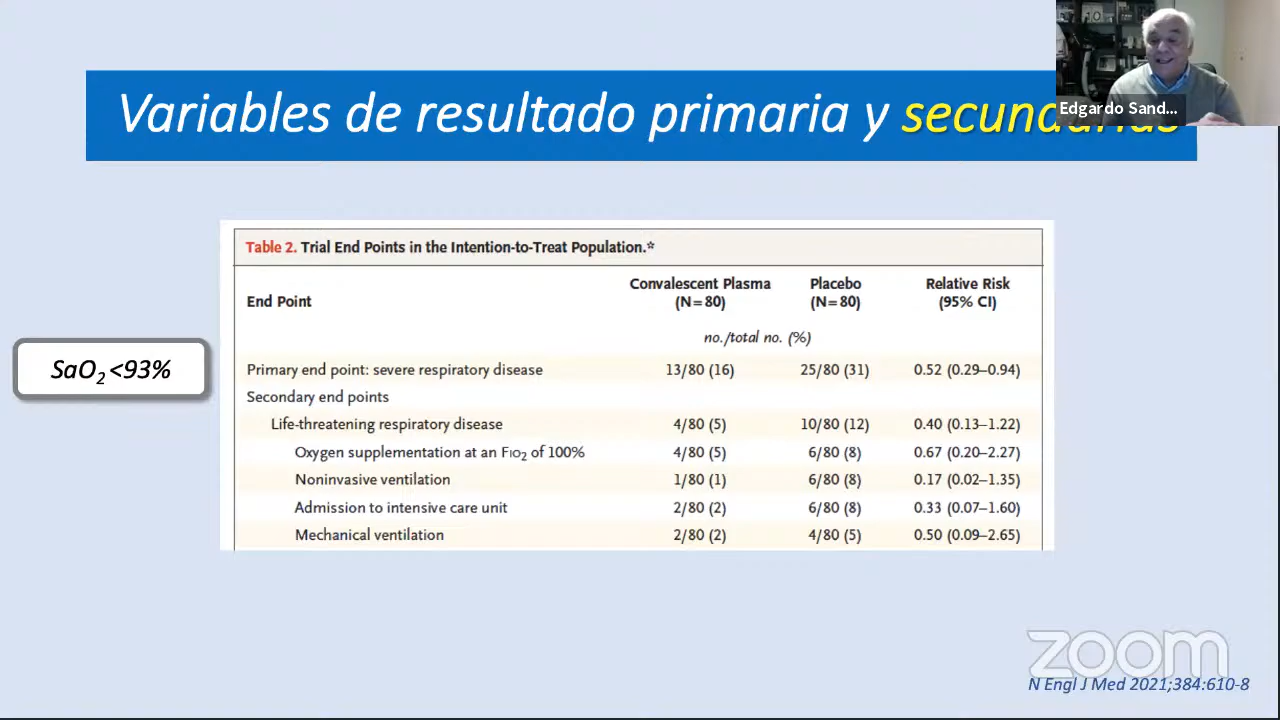 Variables de resultado primaria y secundarias
Edgardo Sand...
Table 2. Trial End Points in the Intention-to-Treat Population.*
End Point Convalescent Plasma (N=80) Placebo (N=80) Relative Risk (95% CI)
no./total no. (%)
SaO2 <93%
Primary end point: severe respiratory disease 13/80 (16) 25/80 (31) 0.52 (0.29–0.94)
Secondary end points
Life-threatening respiratory disease 4/80 (5) 10/80 (12) 0.40 (0.13–1.22)
Oxygen supplementation at an FIO2 of 100% 4/80 (5) 6/80 (8) 0.67 (0.20–2.27)
Noninvasive ventilation 1/80 (1) 6/80 (8) 0.17 (0.02–1.35)
Admission to intensive care unit 2/80 (2) 6/80 (8) 0.33 (0.07–1.60)
Mechanical ventilation 2/80 (2) 4/80 (5) 0.50 (0.09–2.65)
zoom
N Engl J Med 2021;384:610-8